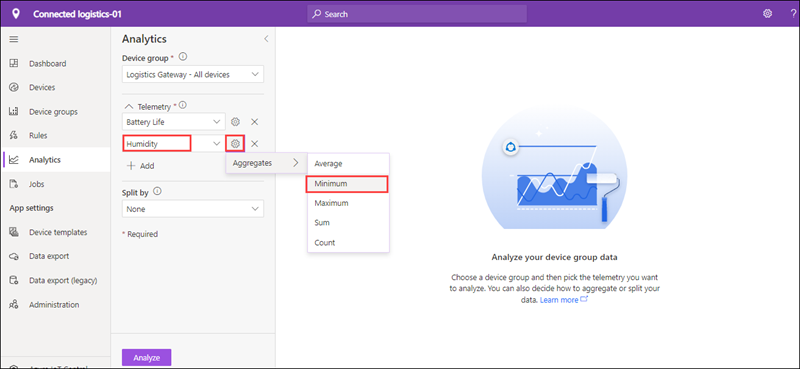 Connected logistics-01
Search
?
Dashboard
Devices
Device groups
Rules
Analytics
Jobs
App settings
Device templates
Data export
Data export (legacy)
Administration
Analytics
Device group *
Logistics Gateway - All devices
Telemetry *
Battery Life
Humidity
Add
Split by
None
* Required
Analyze
Aggregates
Average
Minimum
Maximum
Sum
Count
Analyze your device group data
Choose a device group and then pick the telemetry you want
to analyze. You can also decide how to aggregate or split your
data. Learn more